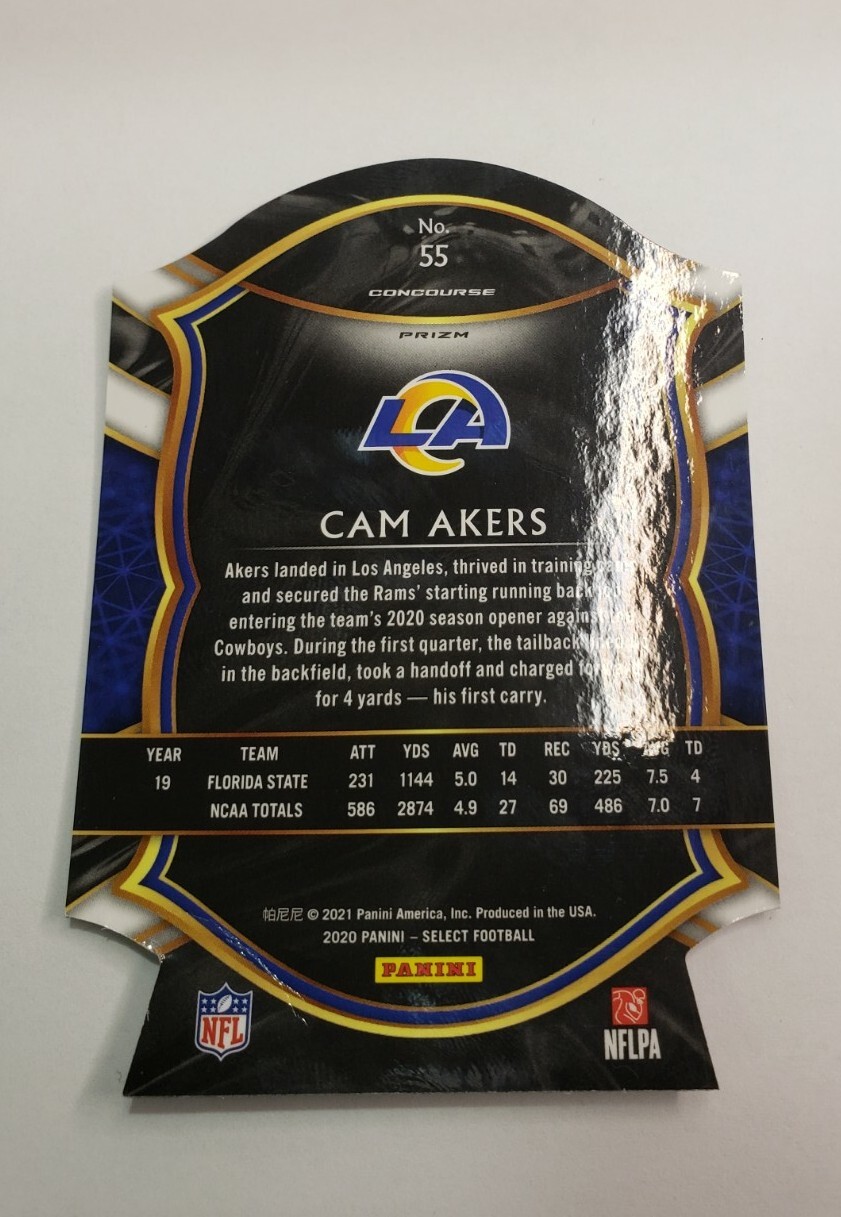 No.
55
CONCOURSE
PRIZM
LA
CAM AKERS
Akers landed in Los Angeles, thrived in training
and secured the Rams' starting running back
entering the team's 2020 season opener against
Cowboys. During the first quarter, the tailback
in the backfield, took a handoff and charged forward
for 4 yards — his first carry.
YEAR TEAM ATT YDS AVG TD REC YDS AVG TD
19 FLORIDA STATE 231 1144 5.0 14 30 225 7.5 4
NCAA TOTALS 586 2874 4.9 27 69 486 7.0 7
帕尼尼 © 2021 Panini America, Inc. Produced in the USA.
2020 PANINI – SELECT FOOTBALL
PANINI
NFL
NFLPA